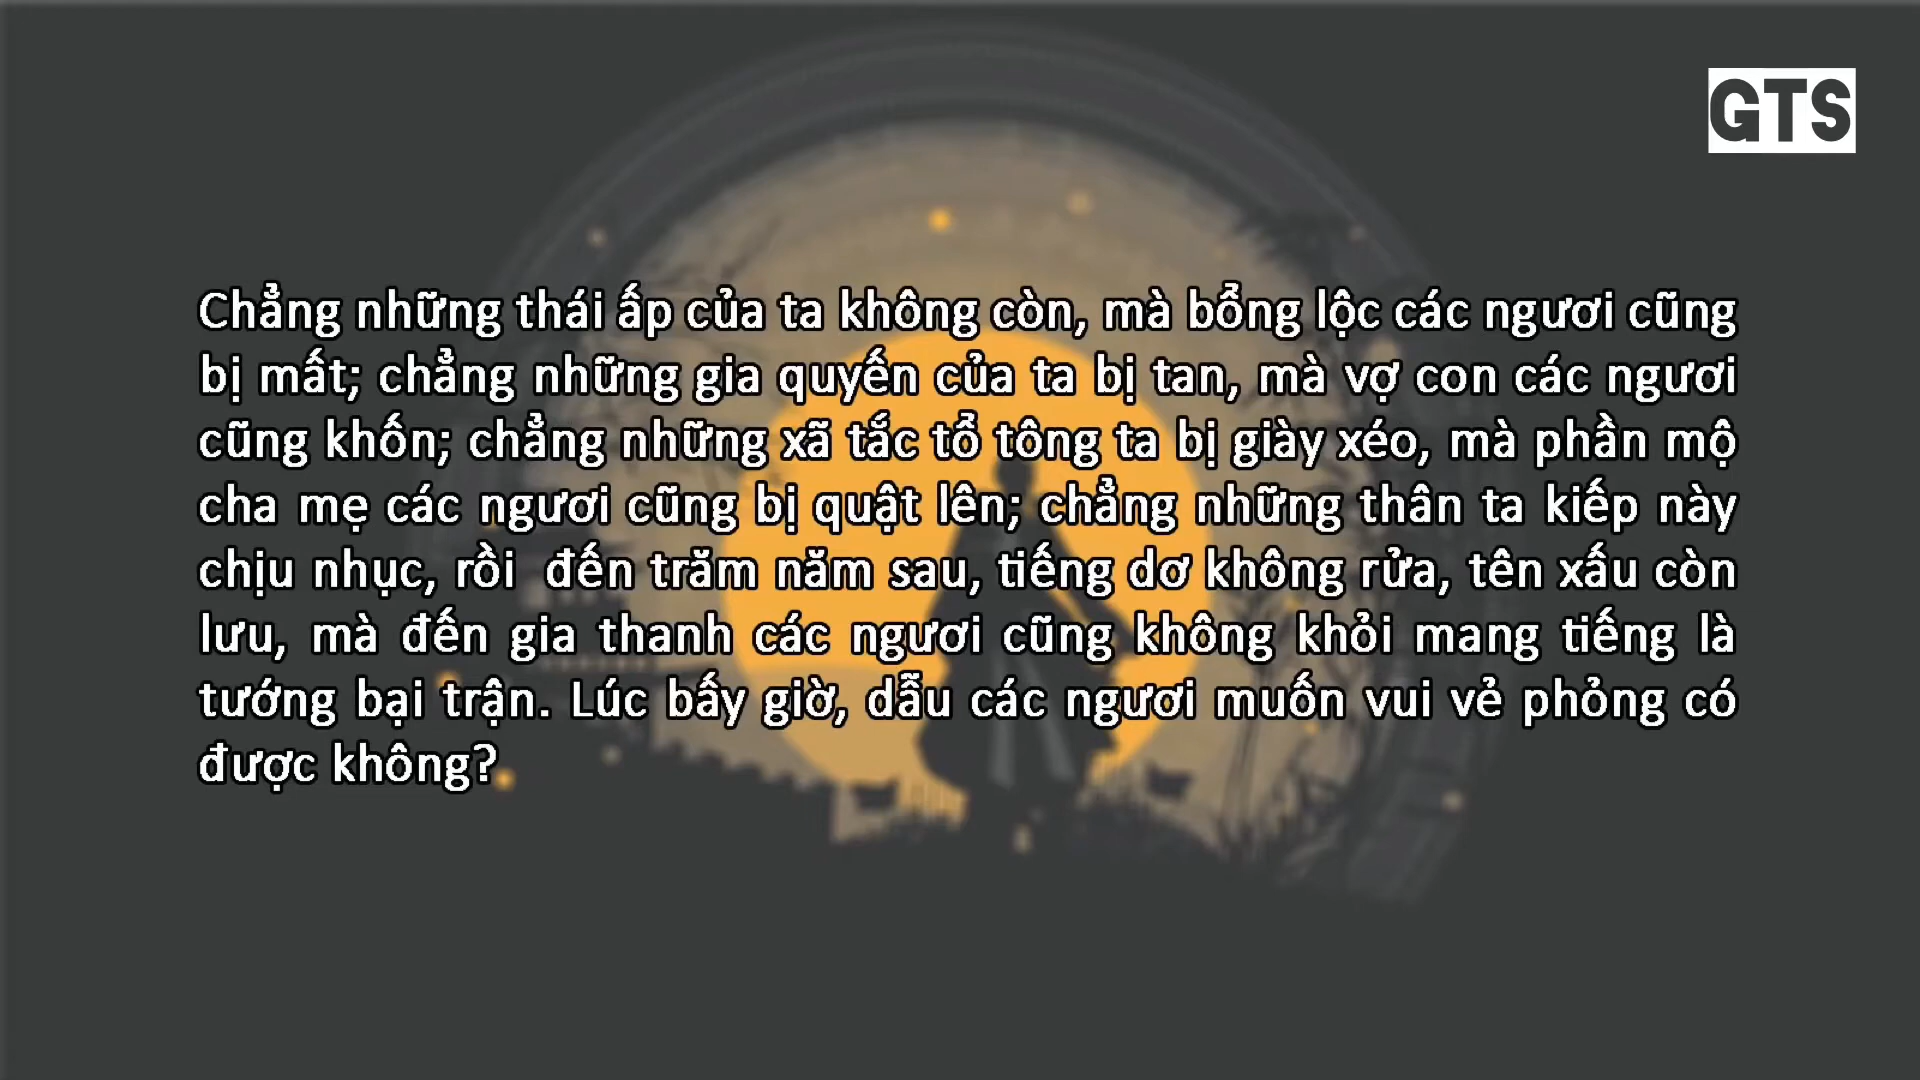 GTS
Chẳng những thái ấp của ta không còn, mà bổng lộc các ngươi cũng
bị mất; chẳng những gia quyến của ta bị tan, mà vợ con các ngươi
cũng khốn; chẳng những xã tắc tổ tông ta bị giày xéo, mà phần mộ
cha mẹ các ngươi cũng bị quật lên; chẳng những thân ta kiếp này
chịu nhục, rồi  đến trăm năm sau, tiếng dơ không rửa, tên xấu còn
lưu, mà đến gia thanh các ngươi cũng không khỏi mang tiếng là
tướng bại trận. Lúc bấy giờ, dẫu các ngươi muốn vui vẻ phỏng có
được không?